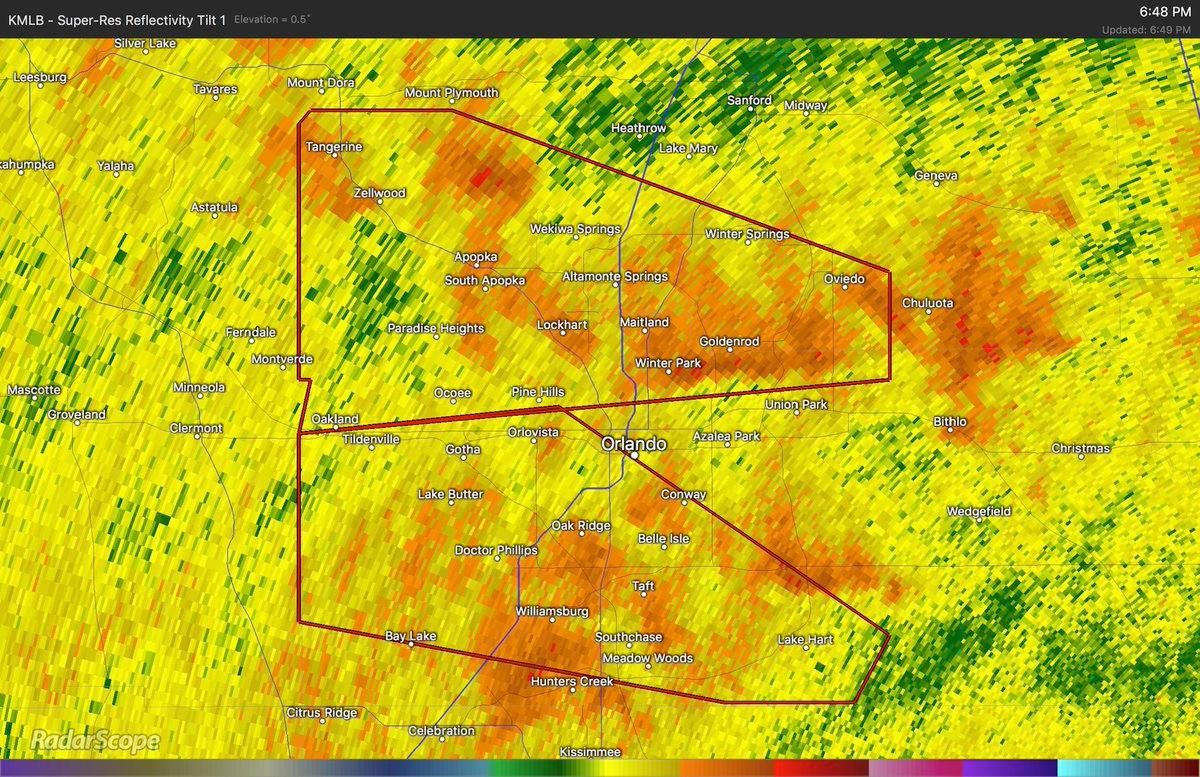 KMLB - Super-Res Reflectivity Tilt 1 Elevation = 0.5°
6:48 PM
Updated: 6:49 PM
Silver Lake
Leesburg
Tavares
Mount Dora
Mount Plymouth
Sanford
Midway
Heathrow
Lake Mary
Tangerine
kahumpka
Yalaha
Geneva
Zellwood
Astatula
Wekiwa Springs
Winter Springs
Apopka
South Apopka
Altamonte Springs
Oviedo
Chuluota
Paradise Heights
Lockhart
Maitland
Ferndale
Goldenrod
Montverde
Winter Park
Mascotte
Minneola
Ocoee
Pine Hills
Union Park
Groveland
Oakland
Clermont
Tildenville
Orlovista
Azalea Park
Bithlo
Orlando
Gotha
Christmas
Lake Butter
Conway
Wedgefield
Oak Ridge
Belle Isle
Doctor Phillips
Taft
Williamsburg
Bay Lake
Southchase
Lake Hart
Meadow Woods
Hunters Creek
Citrus Ridge
Celebration
RadarScope
Kissimmee